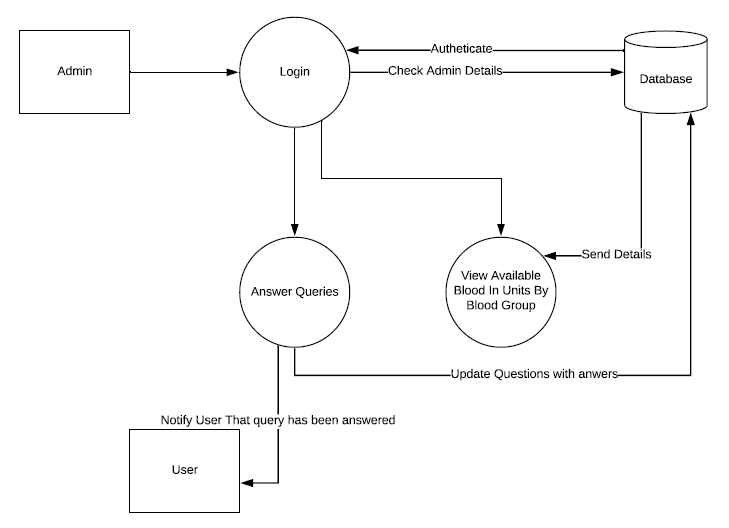 Admin
Login
Autheticate
Check Admin Details
Database
Answer Queries
View Available
Blood In Units By
Blood Group
Send Details
Update Questions with anwers
Notify User That query has been answered
User